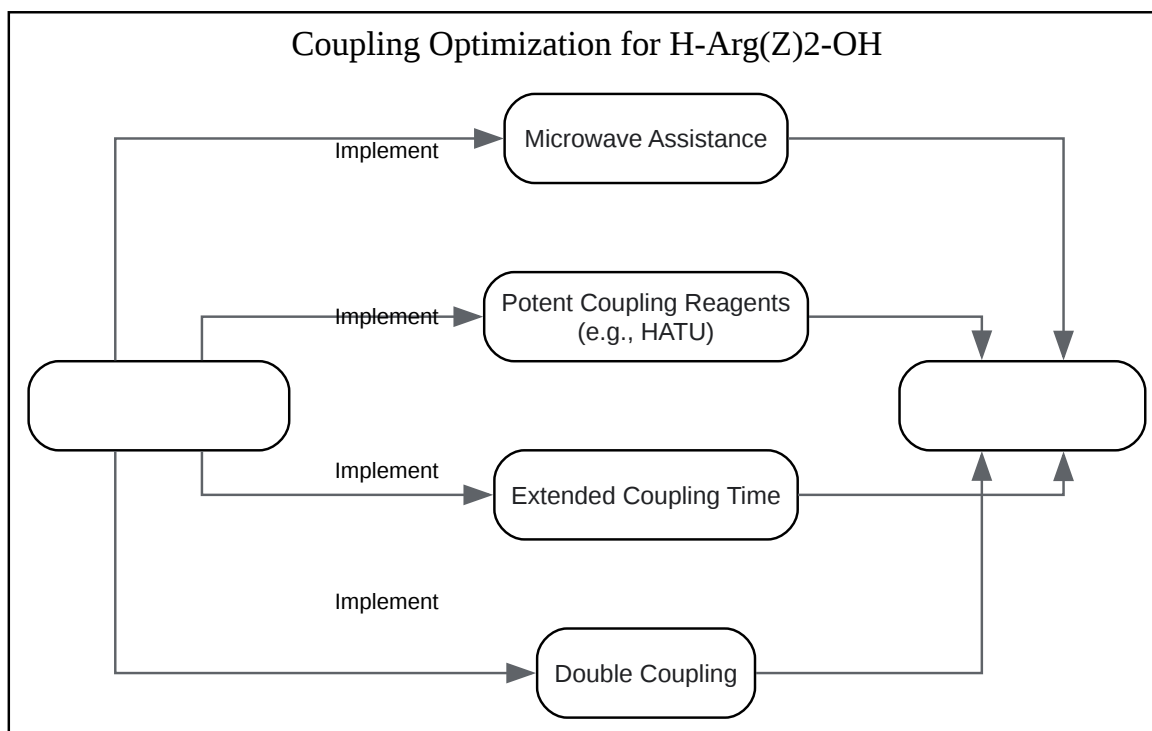 Coupling Optimization for H-Arg(Z)2-OH
Microwave Assistance
Implement
Potent Coupling Reagents
(e.g., HATU)
Implement
Implement
Extended Coupling Time
Implement
Double Coupling